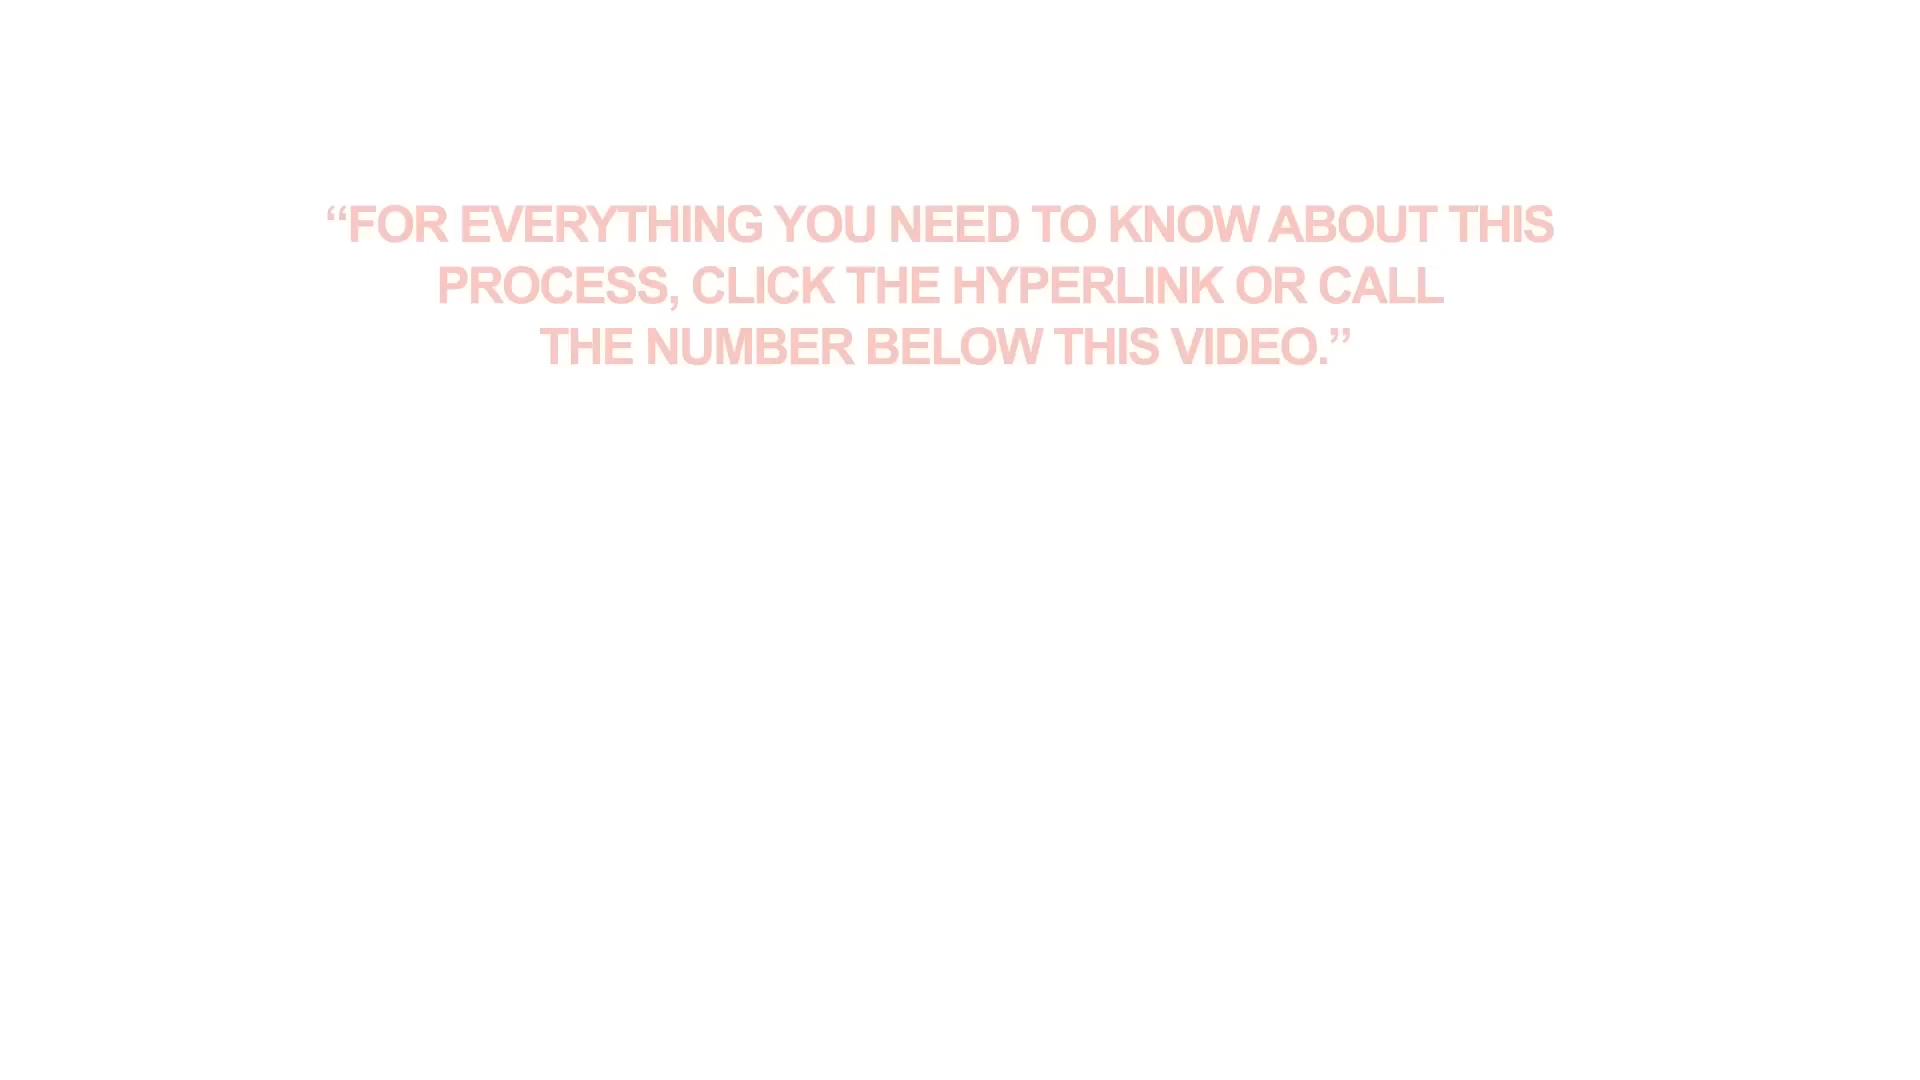 “FOR EVERYTHING YOU NEED TO KNOW ABOUT THIS
PROCESS, CLICK THE HYPERLINK OR CALL
THE NUMBER BELOW THIS VIDEO.”